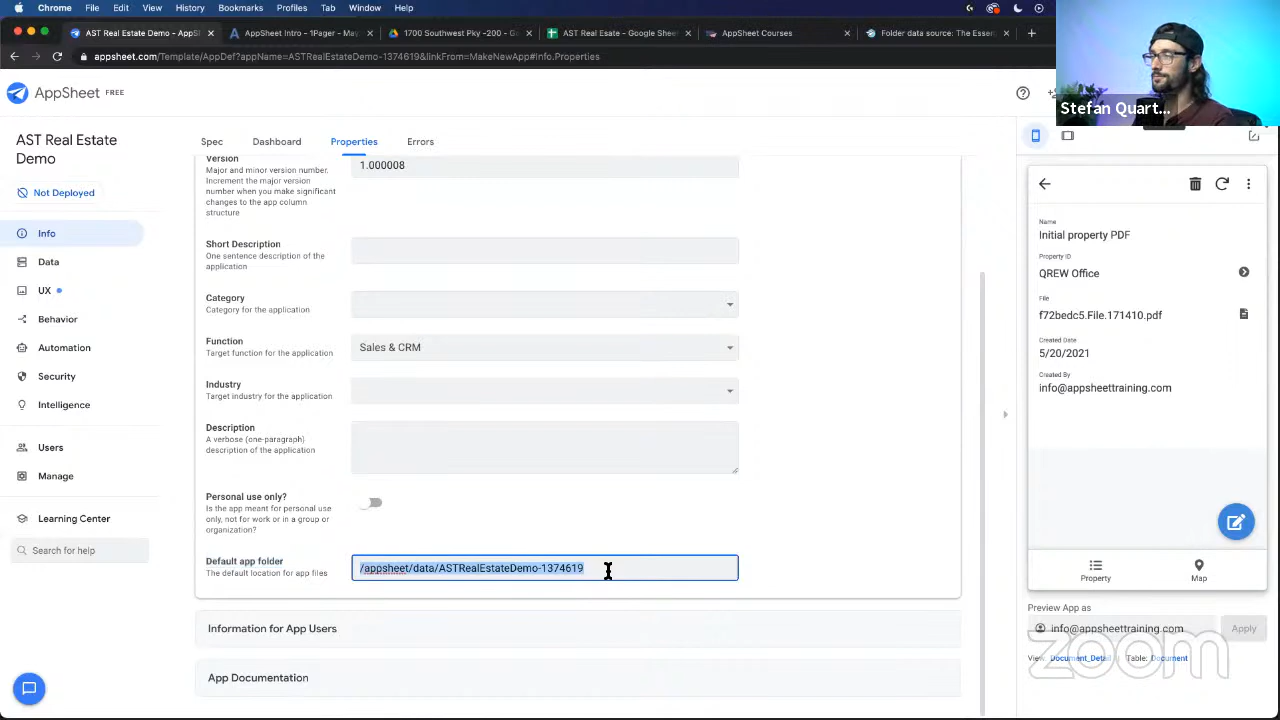 Chrome File Edit View History Bookmarks Profiles Tab Window Help
AST Real Estate Demo - AppSh
AppSheet Intro - 1Pager - Ma
1700 Southwest Pky -200 - G
AST Real Esate - Google Shee
AppSheet Courses
Folder data source: The Essen
appsheet.com/Template/AppDef?appName=ASTRealEstateDemo-1374619&linkFrom=MakeNewApp#Info.Properties
Stefan Quart...
AppSheet FREE
AST Real Estate
Demo
Not Deployed
Info
Data
UX
Behavior
Automation
Security
Intelligence
Users
Manage
Learning Center
Search for help
Spec Dashboard Properties Errors
Version
Major and minor version number.
Increment the major version
number when you make significant
changes to the app column
structure
1.000008
Short Description
One sentence description of the
application
Category
Category for the application
Function
Target function for the application
Sales & CRM
Industry
Target industry for the application
Description
A verbose (one-paragraph)
description of the application
Personal use only?
Is the app meant for personal use
only, not for work or in a group or
organization?
Default app folder
The default location for app files
/appsheet/data/ASTRealEstateDemo-1374619
Information for App Users
App Documentation
Name
Initial property PDF
Property ID
QREW Office
File
f72bedc5.File.171410.pdf
Created Date
5/20/2021
Created By
info@appsheettraining.com
Property
Map
Preview App as
info@appsheettraining.com
Apply
View: Document_Detail | Table: Document
zoom